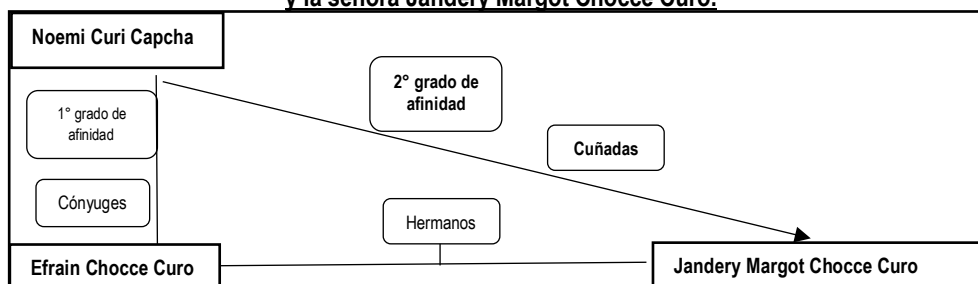 y la señora Jandery Margot Chocce Curo.
Noemi Curi Capcha
2° grado de
afinidad
1° grado de
afinidad
Cuñadas
Cónyuges
Hermanos
Efrain Chocce Curo
Jandery Margot Chocce Curo